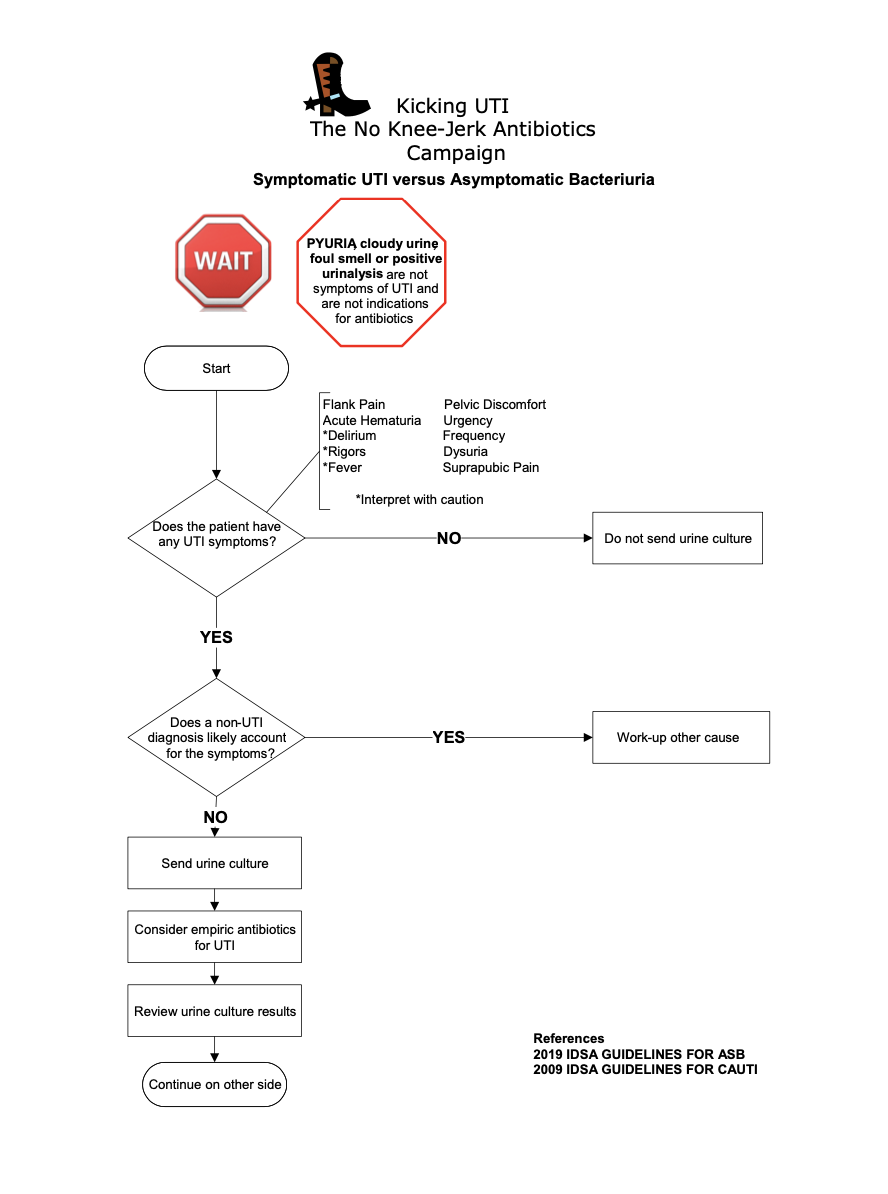 Kicking UTI
The No Knee-Jerk Antibiotics
Campaign
Symptomatic UTI versus Asymptomatic Bacteriuria
WAIT
PYURIA, cloudy urine,
foul smell or positive
urinalysis are not
symptoms of UTI and
are not indications
for antibiotics
Start
Flank Pain Pelvic Discomfort
Acute Hematuria Urgency
*Delirium Frequency
*Rigors Dysuria
*Fever Suprapubic Pain
*Interpret with caution
Does the patient have
any UTI symptoms?
NO
Do not send urine culture
YES
Does a non-UTI
diagnosis likely account
for the symptoms?
YES
Work-up other cause
NO
Send urine culture
Consider empiric antibiotics
for UTI
Review urine culture results
Continue on other side
References
2019 IDSA GUIDELINES FOR ASB
2009 IDSA GUIDELINES FOR CAUTI